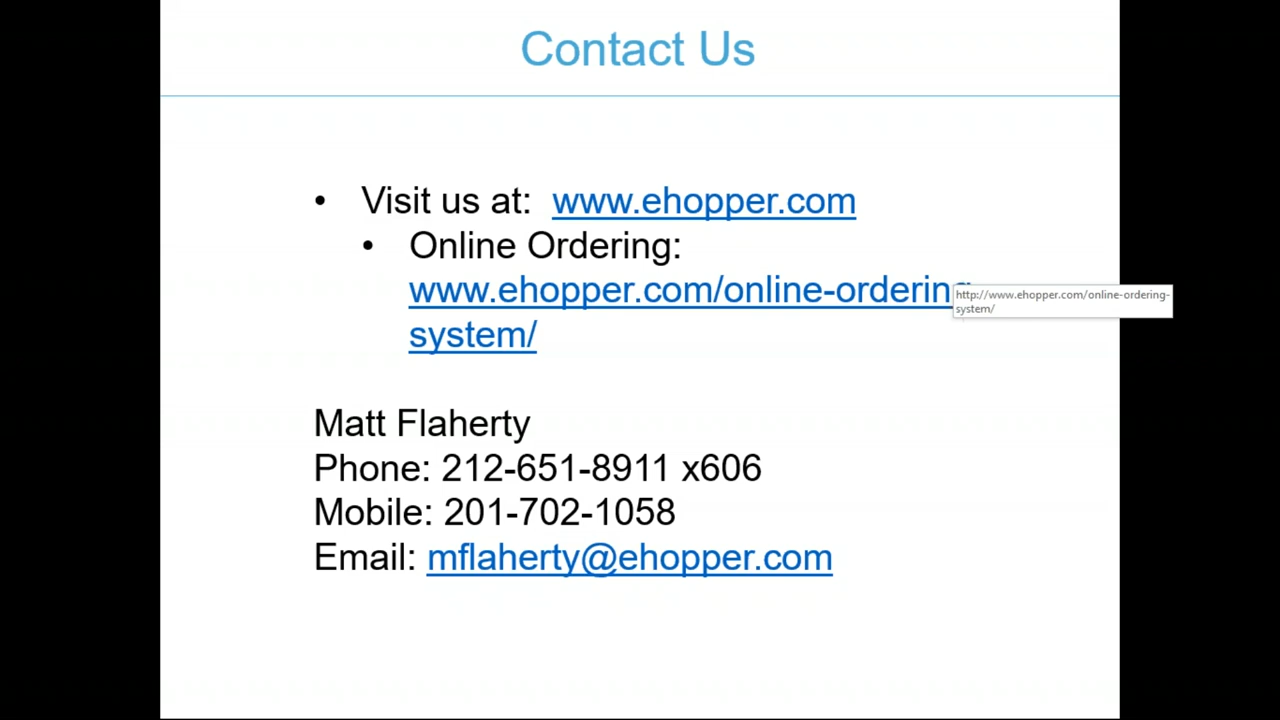 Contact Us
• Visit us at: www.ehopper.com
• Online Ordering:
www.ehopper.com/online-ordering-
system/
http://www.ehopper.com/online-ordering-
system/
Matt Flaherty
Phone: 212-651-8911 x606
Mobile: 201-702-1058
Email: mflaherty@ehopper.com